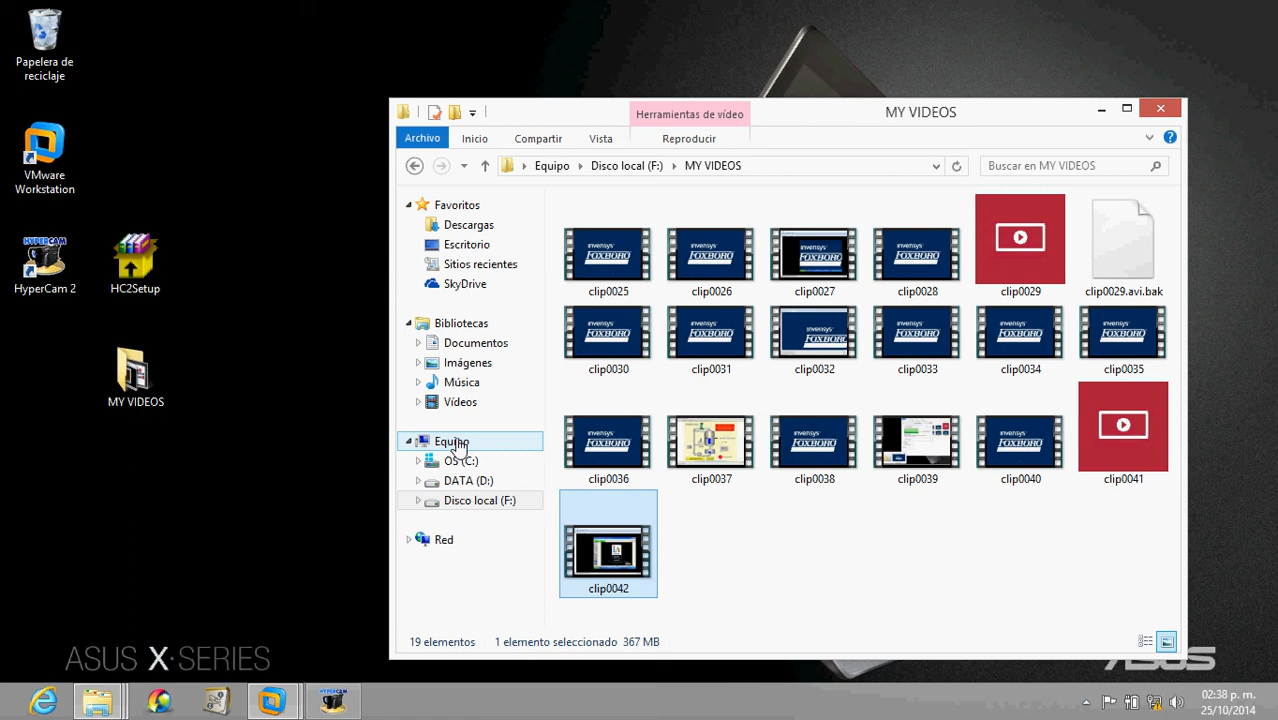 Papelera de
reciclaje
VMware
Workstation
HyperCam 2
HC2Setup
MY VIDEOS
ASUS X·SERIES
Herramientas de vídeo
MY VIDEOS
Archivo
Inicio
Compartir
Vista
Reproducir
Equipo
Disco local (F:)
MY VIDEOS
Buscar en MY VIDEOS
Favoritos
Descargas
Escritorio
Sitios recientes
SkyDrive
Bibliotecas
Documentos
Imágenes
Música
Vídeos
Equipo
OS (C:)
DATA (D:)
Disco local (F:)
Red
clip0025
clip0026
clip0027
clip0028
clip0029
clip0029.avi.bak
clip0030
clip0031
clip0032
clip0033
clip0034
clip0035
clip0036
clip0037
clip0038
clip0039
clip0040
clip0041
clip0042
19 elementos
1 elemento seleccionado 367 MB
02:38 p. m.
25/10/2014